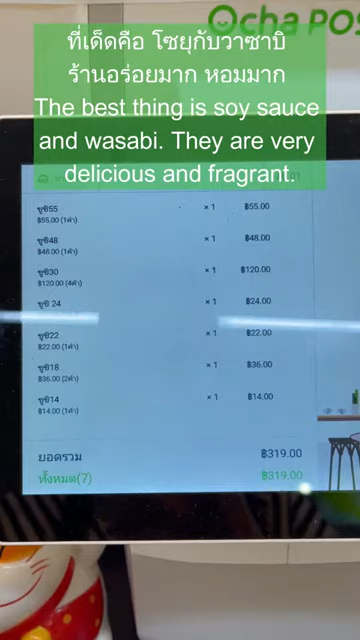 Ocha POS
ที่เด็ดคือ โซยุกับวาซาบิ
ร้านอร่อยมาก หอมมาก
The best thing is soy sauce
and wasabi. They are very
delicious and fragrant.
ซูชิ55 × 1 ฿55.00
฿55.00 (1คำ)
ซูชิ48 × 1 ฿48.00
฿48.00 (1คำ)
ซูชิ30 × 1 ฿120.00
฿120.00 (4คำ)
ซูชิ 24 × 1 ฿24.00
ซูชิ22 × 1 ฿22.00
฿22.00 (1คำ)
ซูชิ18 × 1 ฿36.00
฿36.00 (2คำ)
ซูชิ14 × 1 ฿14.00
฿14.00 (1คำ)
ยอดรวม ฿319.00
ทั้งหมด(7) ฿319.00